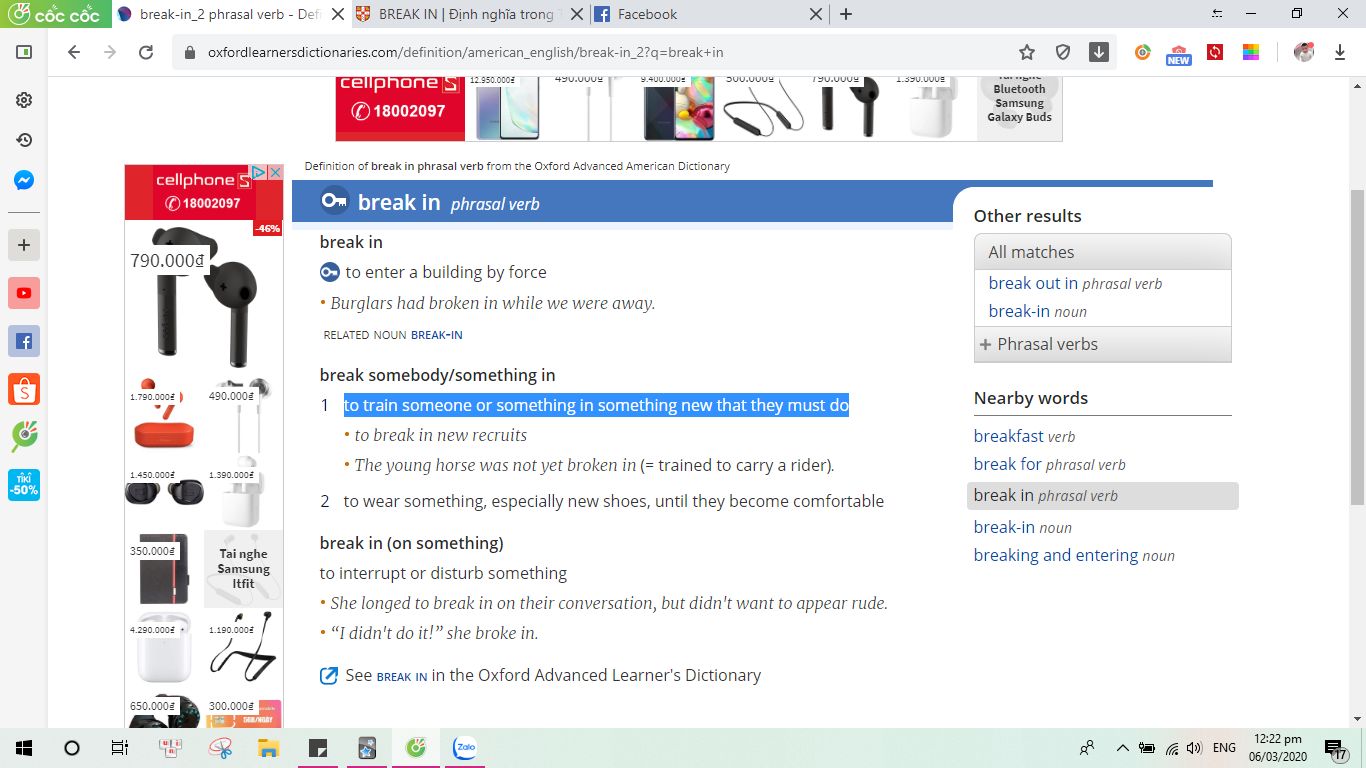 cốc cốc
break-in_2 phrasal verb - Defi
BREAK IN | Định nghĩa trong T
Facebook
oxfordlearnersdictionaries.com/definition/american_english/break-in_2?q=break+in
NEW
cellphoneS
18002097
12.950.000₫
490.000₫
9.400.000₫
500.000₫
790.000₫
1.390.000₫
Tai nghe
Bluetooth
Samsung
Galaxy Buds
Definition of break in phrasal verb from the Oxford Advanced American Dictionary
cellphoneS
18002097
-46%
790.000₫
1.790.000₫
490.000₫
1.450.000₫
1.390.000₫
350.000₫
Tai nghe
Samsung
Itfit
4.290.000₫
1.190.000₫
650.000₫
300.000₫
break in phrasal verb
break in
to enter a building by force
• Burglars had broken in while we were away.
RELATED NOUN BREAK-IN
break somebody/something in
1 to train someone or something in something new that they must do
• to break in new recruits
• The young horse was not yet broken in (= trained to carry a rider).
2 to wear something, especially new shoes, until they become comfortable
break in (on something)
to interrupt or disturb something
• She longed to break in on their conversation, but didn't want to appear rude.
• “I didn't do it!” she broke in.
See BREAK IN in the Oxford Advanced Learner's Dictionary
Other results
All matches
break out in phrasal verb
break-in noun
+ Phrasal verbs
Nearby words
breakfast verb
break for phrasal verb
break in phrasal verb
break-in noun
breaking and entering noun
TIKI
-50%
Zalo
ENG
12:22 pm
06/03/2020
17